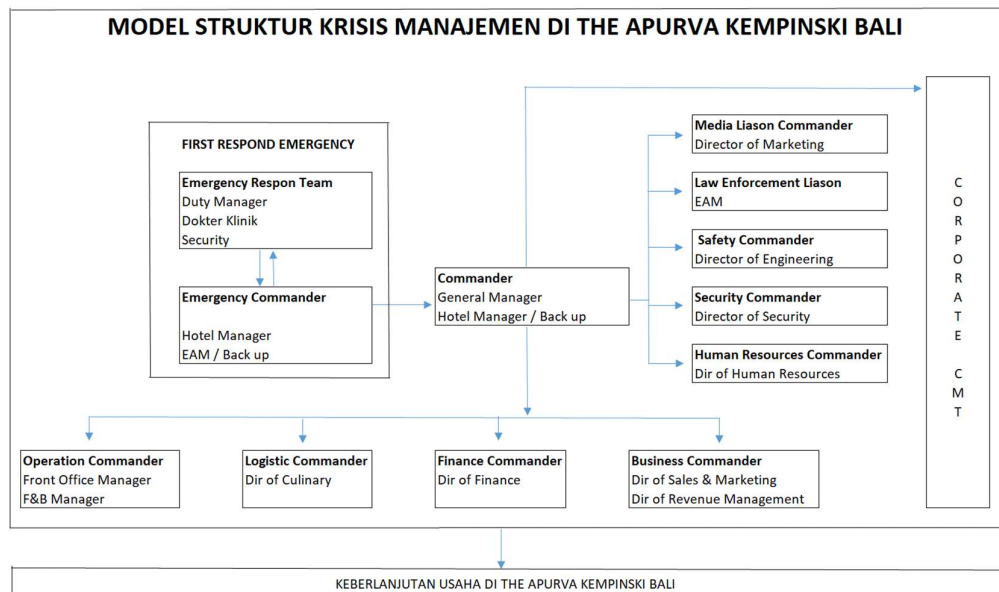 MODEL STRUKTUR KRISIS MANAJEMEN DI THE APURVA KEMPINSKI BALI
FIRST RESPOND EMERGENCY
Emergency Respon Team
Duty Manager
Dokter Klinik
Security
Emergency Commander
Hotel Manager
EAM / Back up
Commander
General Manager
Hotel Manager / Back up
Media Liason Commander
Director of Marketing
Law Enforcement Liason
EAM
Safety Commander
Director of Engineering
Security Commander
Director of Security
Human Resources Commander
Dir of Human Resources
CORPORATE CMT
Operation Commander
Front Office Manager
F&B Manager
Logistic Commander
Dir of Culinary
Finance Commander
Dir of Finance
Business Commander
Dir of Sales & Marketing
Dir of Revenue Management
KEBERLANJUTAN USAHA DI THE APURVA KEMPINSKI BALI